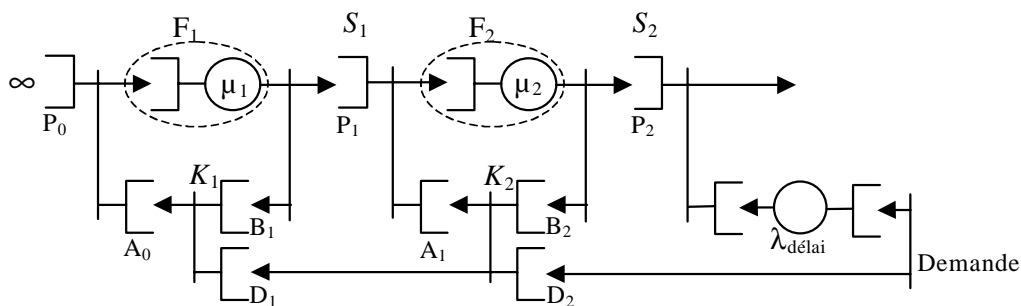 F₁ S₁ F₂ S₂
∞ μ₁ μ₂
P₀ P₁ P₂
K₁ K₂
B₁ B₂
A₀ A₁ λdélai
Demande
D₁ D₂